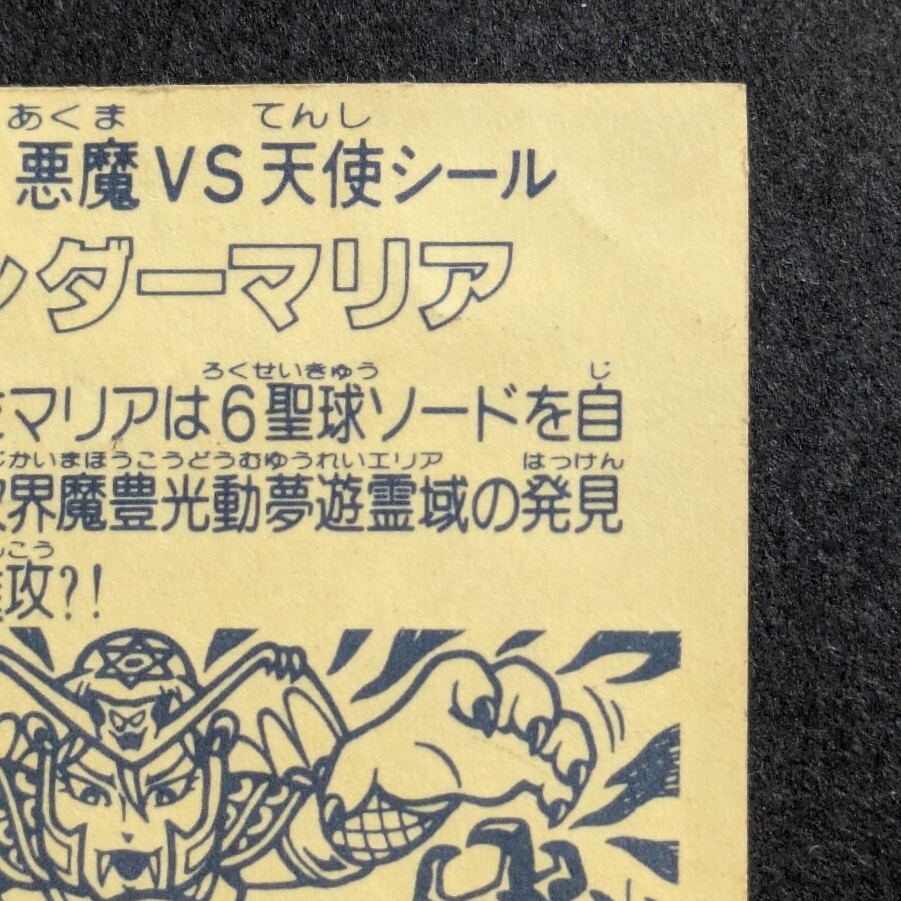 あくま てんし
悪魔VS天使シール
ンダーマリア
ろくせいきゅう じ
マリアは6聖球ソードを自
かいまほうこうどうむゆうれいエリア はっけん
界魔豊光動夢遊霊域の発見
こう
攻?!